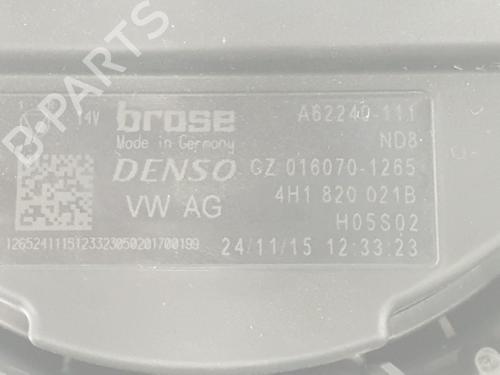 14V brose A62240-111
Made in Germany ND8
DENSO GZ 016070-1265
VW AG 4H1 820 021B
H05S02
1265241115123323050201700199 24/11/15 12:33:23
B-PARTS